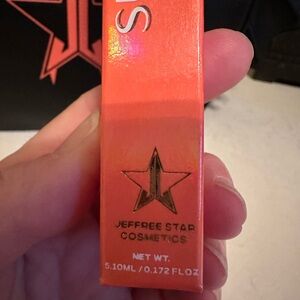 JEFFREE STAR
COSMETICS
NET WT.
5.10ML / 0.172 FL OZ